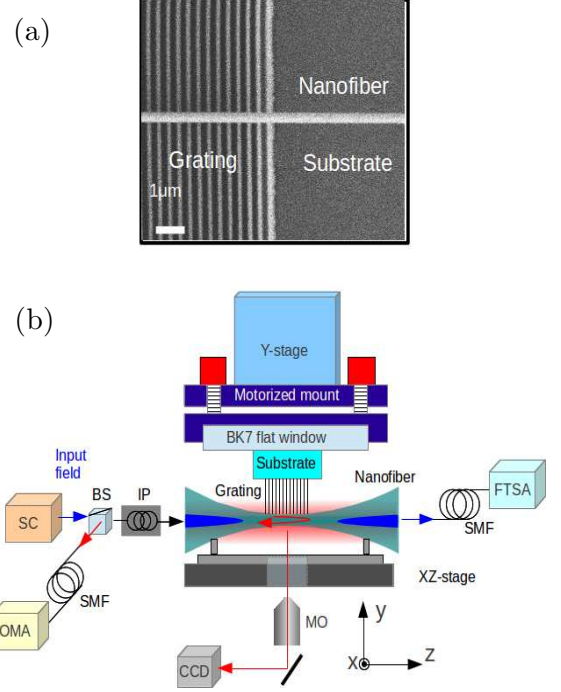 (a)
Nanofiber
Grating
Substrate
1μm
(b)
Y-stage
Motorized mount
BK7 flat window
Input
field
Substrate
Nanofiber
Grating
BS
IP
SC
FTSA
SMF
SMF
XZ-stage
OMA
MO
CCD
y
x
z